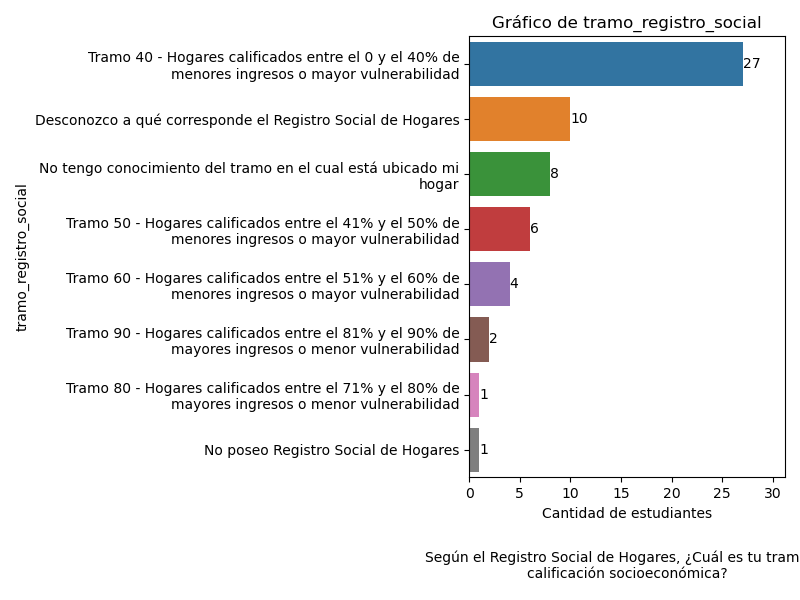 Gráfico de tramo_registro_social
Tramo 40 - Hogares calificados entre el 0 y el 40% de
menores ingresos o mayor vulnerabilidad
27
Desconozco a qué corresponde el Registro Social de Hogares
10
No tengo conocimiento del tramo en el cual está ubicado mi
hogar
8
Tramo 50 - Hogares calificados entre el 41% y el 50% de
menores ingresos o mayor vulnerabilidad
6
Tramo 60 - Hogares calificados entre el 51% y el 60% de
menores ingresos o mayor vulnerabilidad
4
Tramo 90 - Hogares calificados entre el 81% y el 90% de
mayores ingresos o menor vulnerabilidad
2
Tramo 80 - Hogares calificados entre el 71% y el 80% de
mayores ingresos o menor vulnerabilidad
1
No poseo Registro Social de Hogares
1
tramo_registro_social
0 5 10 15 20 25 30
Cantidad de estudiantes
Según el Registro Social de Hogares, ¿Cuál es tu tram
calificación socioeconómica?